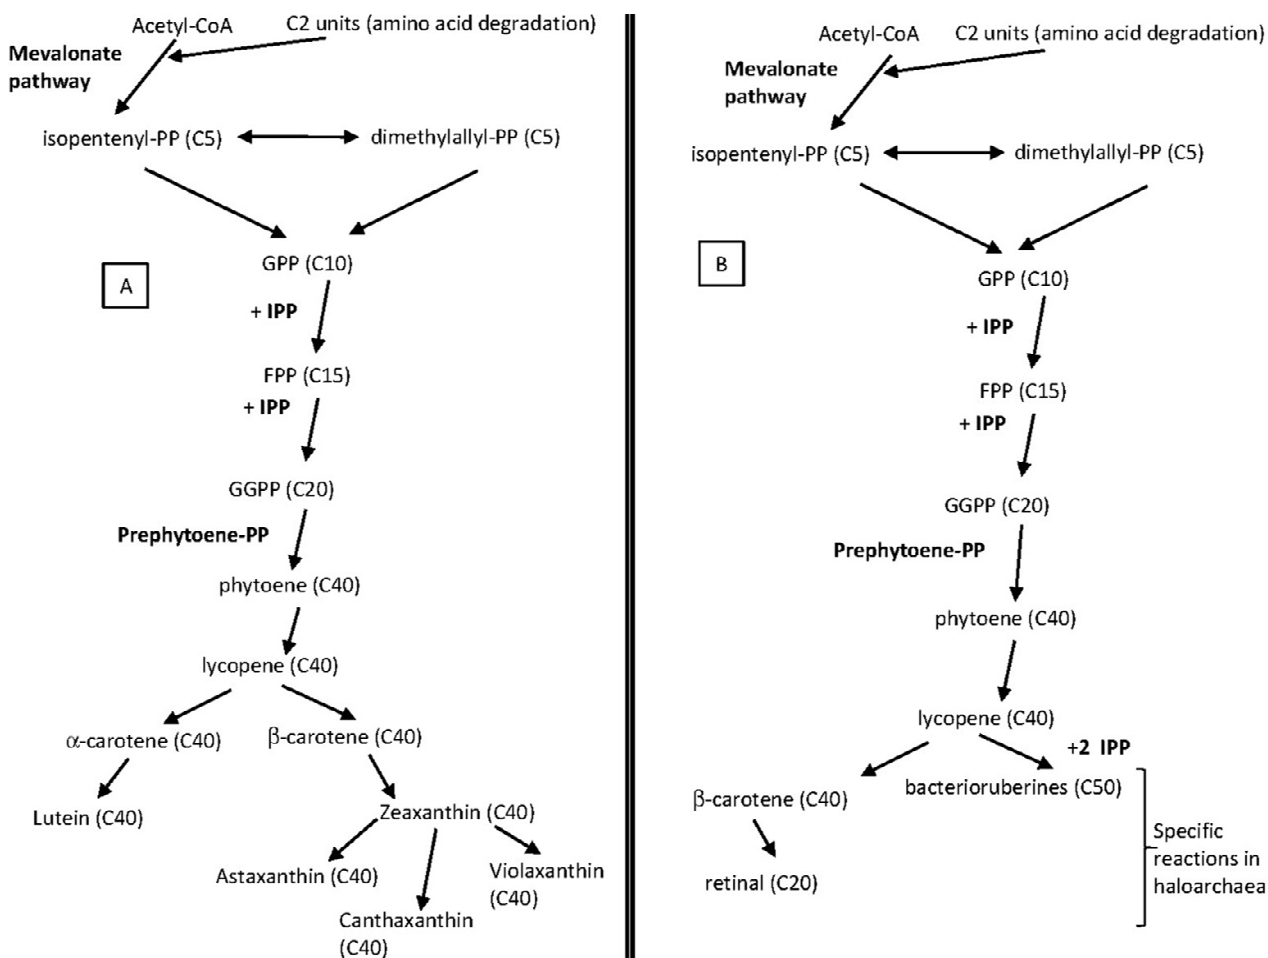 Acetyl-CoA
C2 units (amino acid degradation)
Mevalonate
pathway
isopentenyl-PP (C5)
dimethylallyl-PP (C5)
GPP (C10)
A
+ IPP
FPP (C15)
+ IPP
GGPP (C20)
Prephytoene-PP
phytoene (C40)
lycopene (C40)
α-carotene (C40)
β-carotene (C40)
Lutein (C40)
Zeaxanthin (C40)
Astaxanthin (C40)
Violaxanthin
(C40)
Canthaxanthin
(C40)
Acetyl-CoA
C2 units (amino acid degradation)
Mevalonate
pathway
isopentenyl-PP (C5)
dimethylallyl-PP (C5)
B
GPP (C10)
+ IPP
FPP (C15)
+ IPP
GGPP (C20)
Prephytoene-PP
phytoene (C40)
lycopene (C40)
+2 IPP
β-carotene (C40)
bacterioruberines (C50)
retinal (C20)
Specific
reactions in
haloarchaea